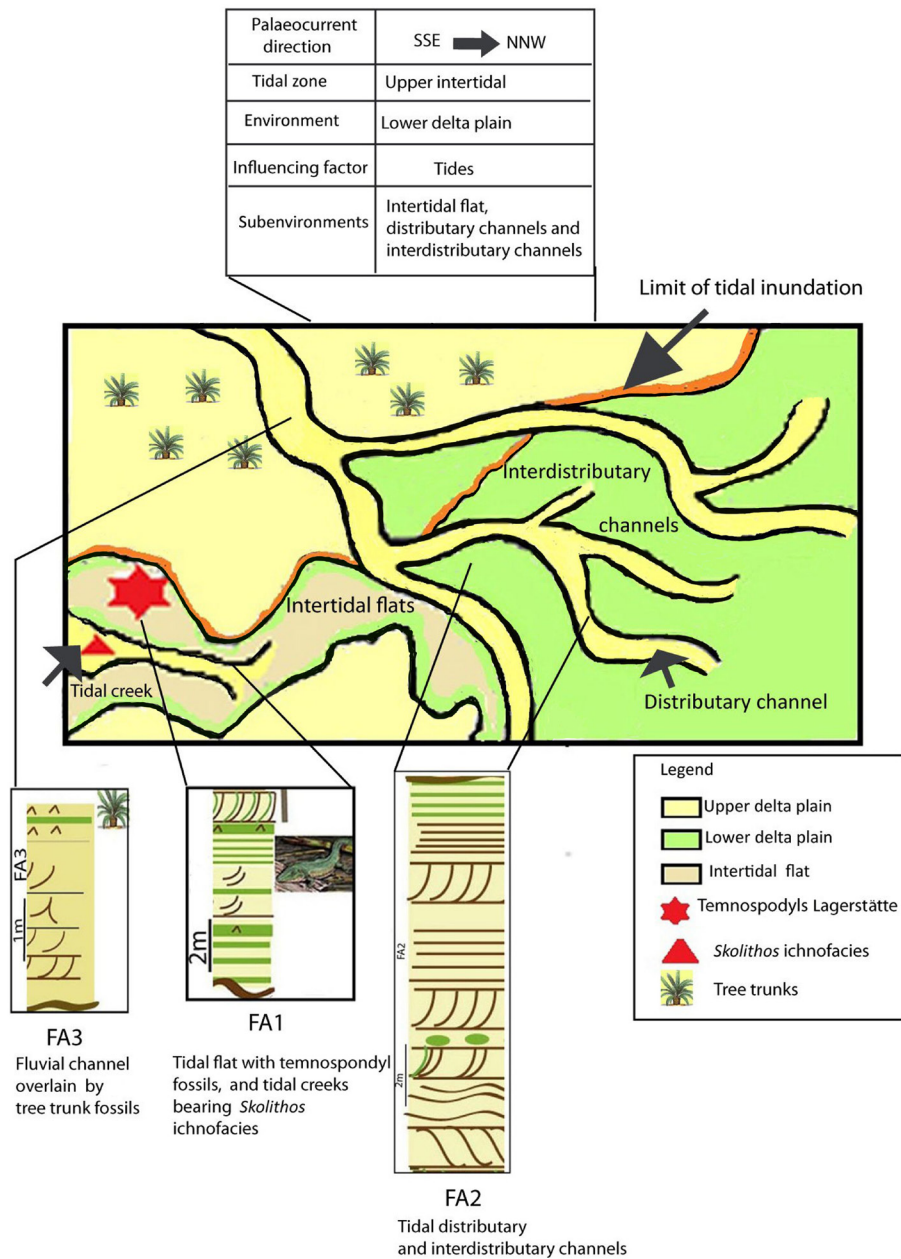 Palaeocurrent
direction
SSE NNW
Tidal zone
Upper intertidal
Environment
Lower delta plain
Influencing factor
Tides
Subenvironments
Intertidal flat,
distributary channels and
interdistributary channels
Limit of tidal inundation
Interdistributary
channels
Intertidal flats
Tidal creek
Distributary channel
Legend
Upper delta plain
Lower delta plain
Intertidal flat
Temnospodyls Lagerstätte
Skolithos ichnofacies
Tree trunks
FA3
1m
FA3
Fluvial channel
overlain by
tree trunk fossils
2m
FA1
Tidal flat with temnospondyl
fossils, and tidal creeks
bearing Skolithos
ichnofacies
FA2
2m
FA2
Tidal distributary
and interdistributary channels